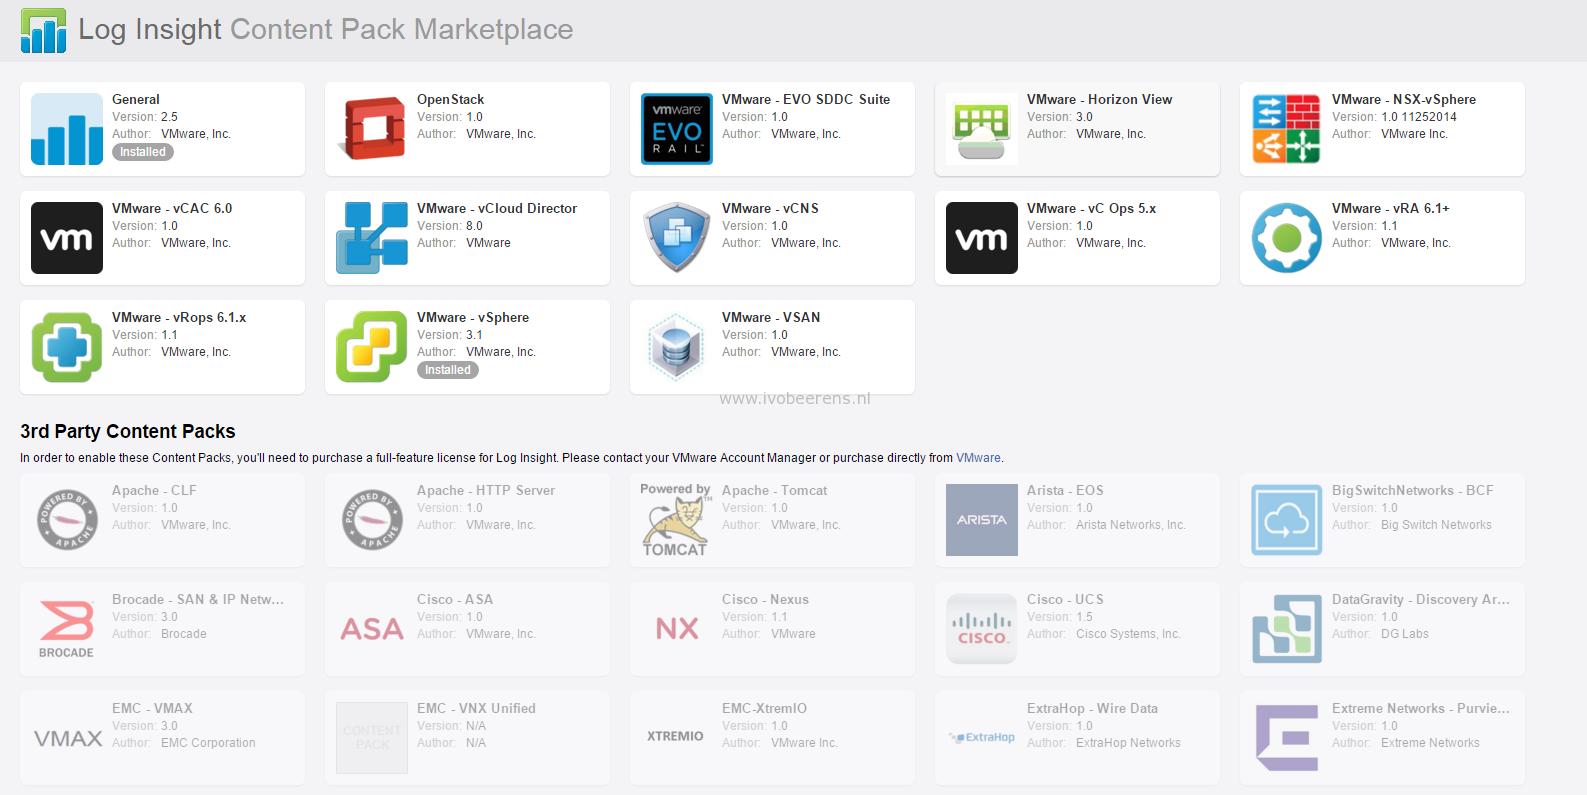 Log Insight Content Pack Marketplace
General
Version: 2.5
Author: VMware, Inc.
Installed
OpenStack
Version: 1.0
Author: VMware, Inc.
vmware
EVO
RAIL™
VMware - EVO SDDC Suite
Version: 1.0
Author: VMware, Inc.
VMware - Horizon View
Version: 3.0
Author: VMware, Inc.
VMware - NSX-vSphere
Version: 1.0 11252014
Author: VMware Inc.
vm
VMware - vCAC 6.0
Version: 1.0
Author: VMware, Inc.
VMware - vCloud Director
Version: 8.0
Author: VMware
VMware - vCNS
Version: 1.0
Author: VMware, Inc.
vm
VMware - vC Ops 5.x
Version: 1.0
Author: VMware, Inc.
VMware - vRA 6.1+
Version: 1.1
Author: VMware, Inc.
VMware - vRops 6.1.x
Version: 1.1
Author: VMware, Inc.
VMware - vSphere
Version: 3.1
Author: VMware, Inc.
Installed
VMware - VSAN
Version: 1.0
Author: VMware, Inc.
www.ivobeerens.nl
3rd Party Content Packs
In order to enable these Content Packs, you'll need to purchase a full-feature license for Log Insight. Please contact your VMware Account Manager or purchase directly from VMware.
POWERED BY
APACHE
Apache - CLF
Version: 1.0
Author: VMware, Inc.
POWERED BY
APACHE
Apache - HTTP Server
Version: 1.0
Author: VMware, Inc.
Powered by
TOMCAT
Apache - Tomcat
Version: 1.0
Author: VMware, Inc.
ARISTA
Arista - EOS
Version: 1.0
Author: Arista Networks, Inc.
BigSwitchNetworks - BCF
Version: 1.0
Author: Big Switch Networks
BROCADE
Brocade - SAN & IP Netw...
Version: 3.0
Author: Brocade
ASA
Cisco - ASA
Version: 1.0
Author: VMware, Inc.
NX
Cisco - Nexus
Version: 1.1
Author: VMware
CISCO
Cisco - UCS
Version: 1.5
Author: Cisco Systems, Inc.
DataGravity - Discovery Ar...
Version: 1.0
Author: DG Labs
VMAX
EMC - VMAX
Version: 3.0
Author: EMC Corporation
CONTENT
PACK
EMC - VNX Unified
Version: N/A
Author: N/A
XTREMIO
EMC-XtremIO
Version: 1.0
Author: VMware Inc.
ExtraHop
ExtraHop - Wire Data
Version: 1.0
Author: ExtraHop Networks
Extreme Networks - Purvie...
Version: 1.0
Author: Extreme Networks